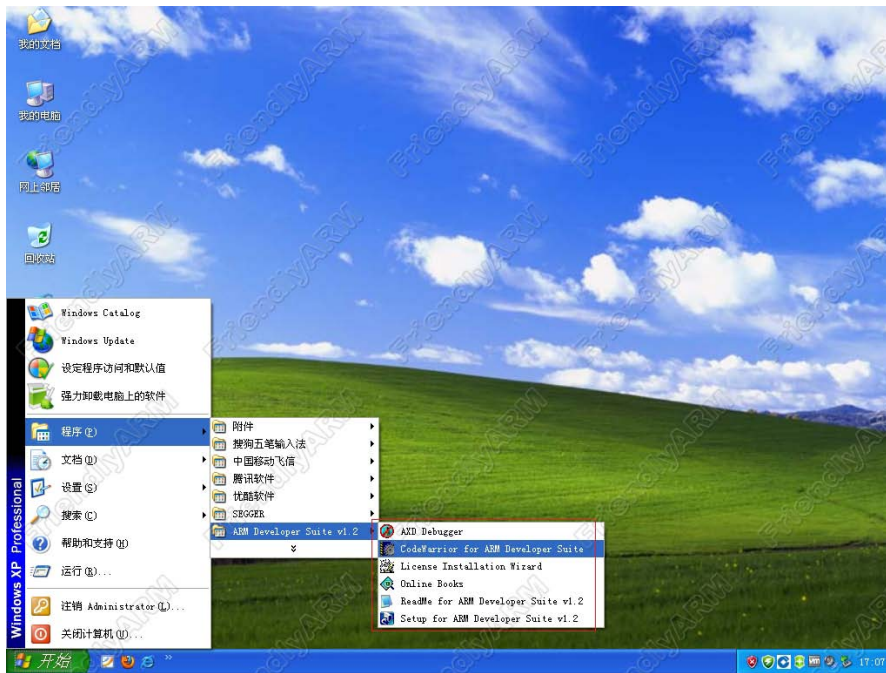 我的文档
我的电脑
网上邻居
回收站
Windows Catalog
Windows Update
设定程序访问和默认值
强力卸载电脑上的软件
程序(P)
文档(D)
设置(S)
搜索(C)
帮助和支持(H)
运行(R)...
注销 Administrator(L)...
关闭计算机(U)...
Windows XP Professional
附件
搜狗五笔输入法
中国移动飞信
腾讯软件
优酷软件
SEGGER
ARM Developer Suite v1.2
AXD Debugger
CodeWarrior for ARM Developer Suite
License Installation Wizard
Online Books
ReadMe for ARM Developer Suite v1.2
Setup for ARM Developer Suite v1.2
开始
17:07
FriendlyARM